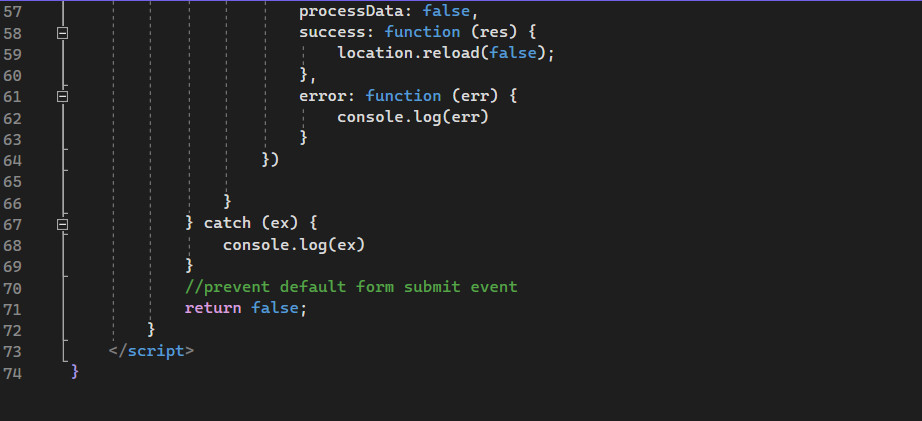 57 processData: false,
58 success: function (res) {
59 location.reload(false);
60 },
61 error: function (err) {
62 console.log(err)
63 }
64 })
65
66 }
67 } catch (ex) {
68 console.log(ex)
69 }
70 //prevent default form submit event
71 return false;
72 }
73 </script>
74 }